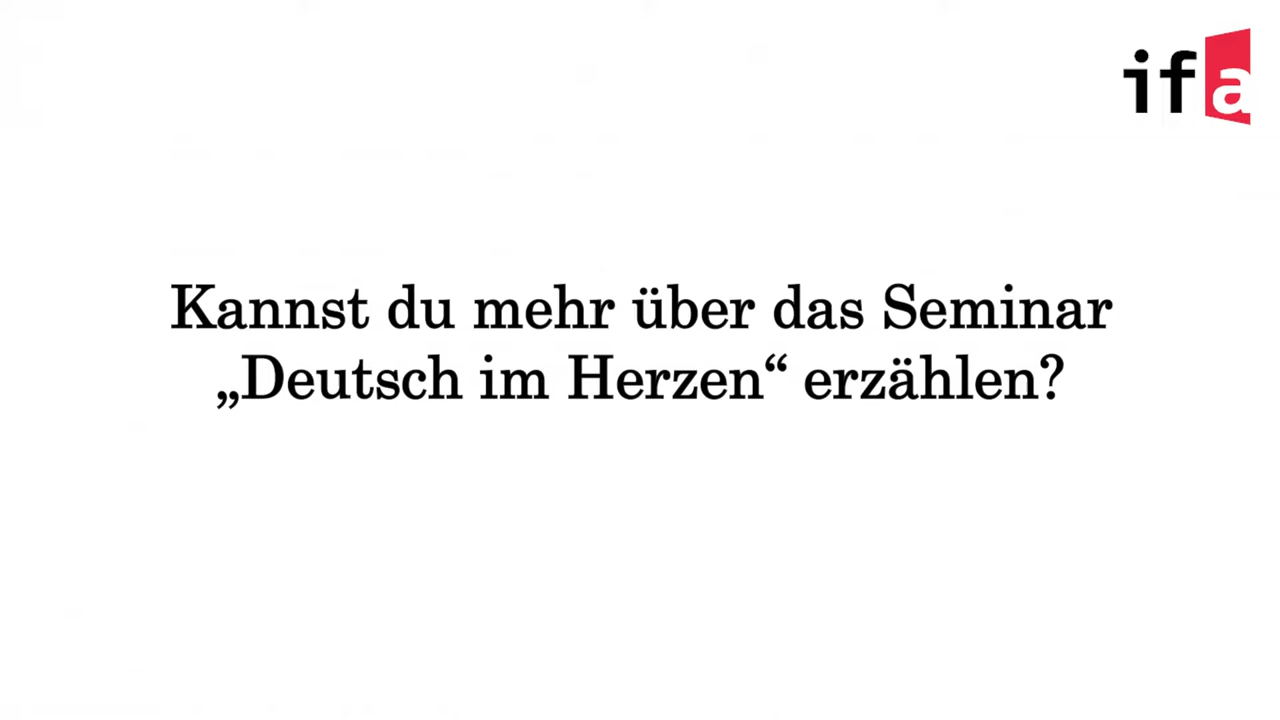 ifa
Kannst du mehr über das Seminar
„Deutsch im Herzen“ erzählen?